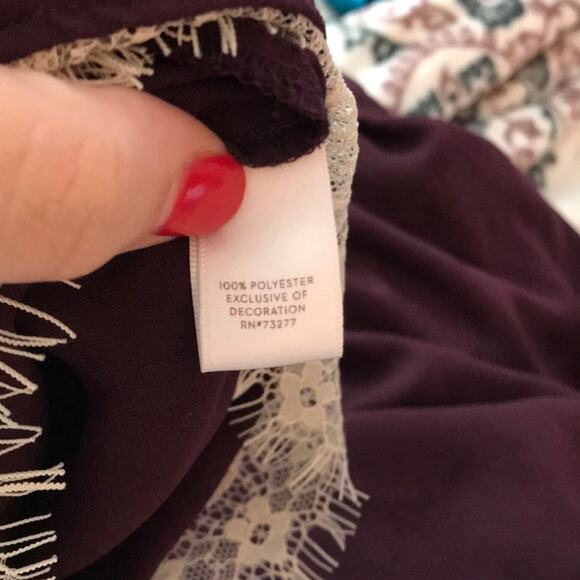 100% POLYESTER
EXCLUSIVE OF
DECORATION
RN#73277